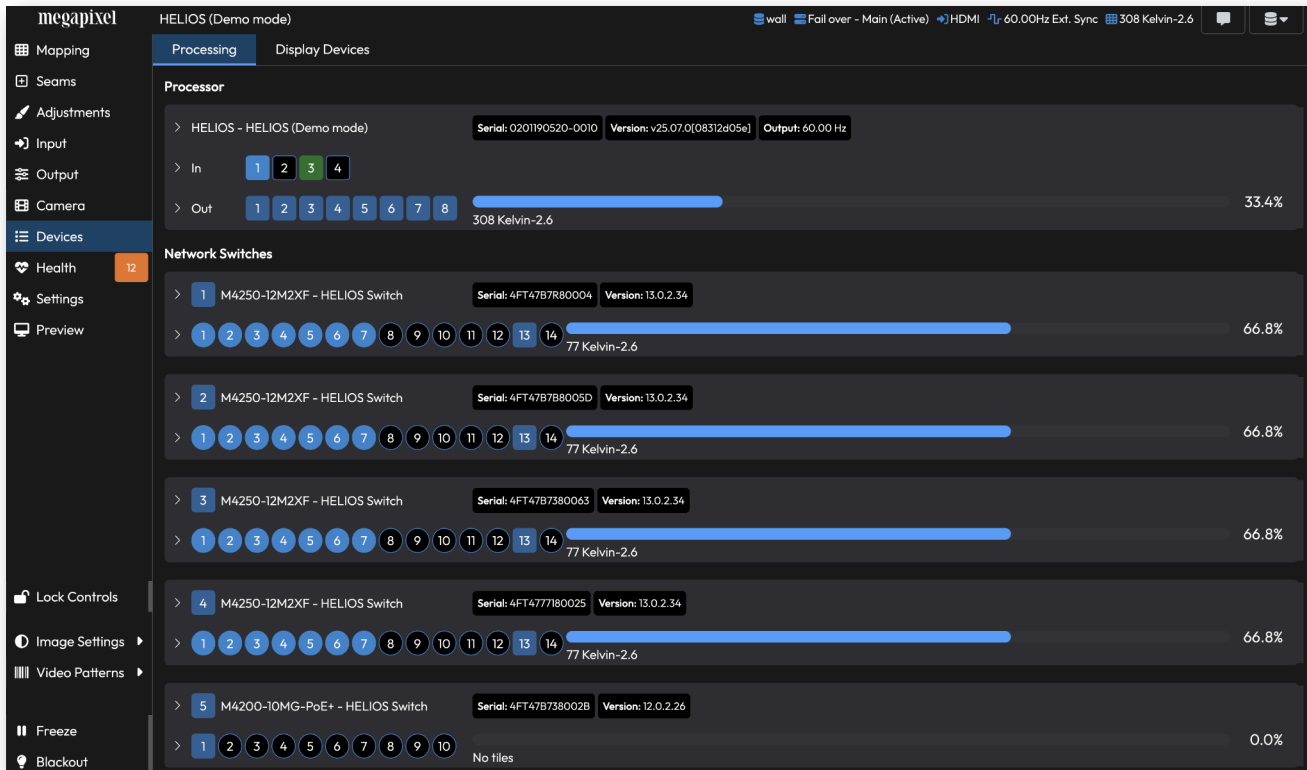 megapixel HELIOS (Demo mode) wall Fail over - Main (Active) HDMI 60.00Hz Ext. Sync 308 Kelvin-2.6
Mapping
Seams
Adjustments
Input
Output
Camera
Devices
Health 12
Settings
Preview
Lock Controls
Image Settings
Video Patterns
Freeze
Blackout
Processing Display Devices
Processor
HELIOS - HELIOS (Demo mode) Serial: 0201190520-0010 Version: v25.07.0[08312d05e] Output: 60.00 Hz
In 1 2 3 4
Out 1 2 3 4 5 6 7 8 33.4%
308 Kelvin-2.6
Network Switches
1 M4250-12M2XF - HELIOS Switch Serial: 4FT47B7R80004 Version: 13.0.2.34
1 2 3 4 5 6 7 8 9 10 11 12 13 14 66.8%
77 Kelvin-2.6
2 M4250-12M2XF - HELIOS Switch Serial: 4FT47B7B8005D Version: 13.0.2.34
1 2 3 4 5 6 7 8 9 10 11 12 13 14 66.8%
77 Kelvin-2.6
3 M4250-12M2XF - HELIOS Switch Serial: 4FT47B7380063 Version: 13.0.2.34
1 2 3 4 5 6 7 8 9 10 11 12 13 14 66.8%
77 Kelvin-2.6
4 M4250-12M2XF - HELIOS Switch Serial: 4FT4777180025 Version: 13.0.2.34
1 2 3 4 5 6 7 8 9 10 11 12 13 14 66.8%
77 Kelvin-2.6
5 M4200-10MG-PoE+ - HELIOS Switch Serial: 4FT47B738002B Version: 12.0.2.26
1 2 3 4 5 6 7 8 9 10 0.0%
No tiles